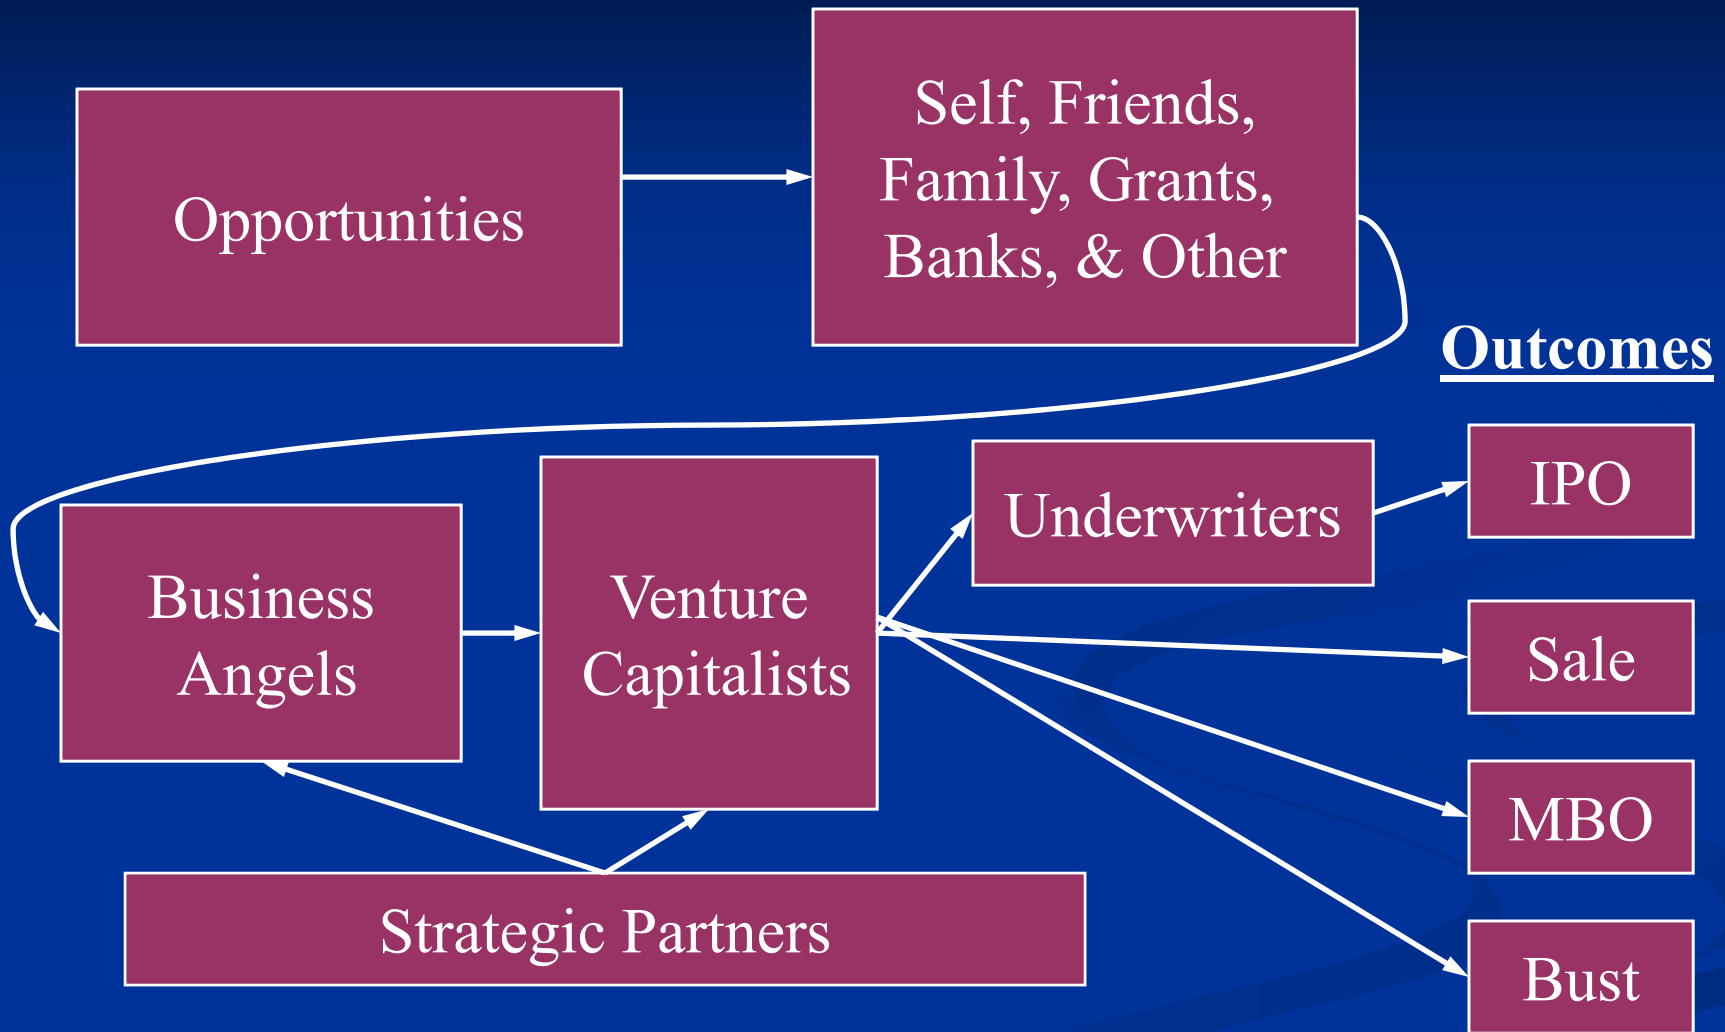 Opportunities
Self, Friends,
Family, Grants,
Banks, & Other
Outcomes
Business
Angels
Venture
Capitalists
Underwriters
IPO
Sale
MBO
Bust
Strategic Partners